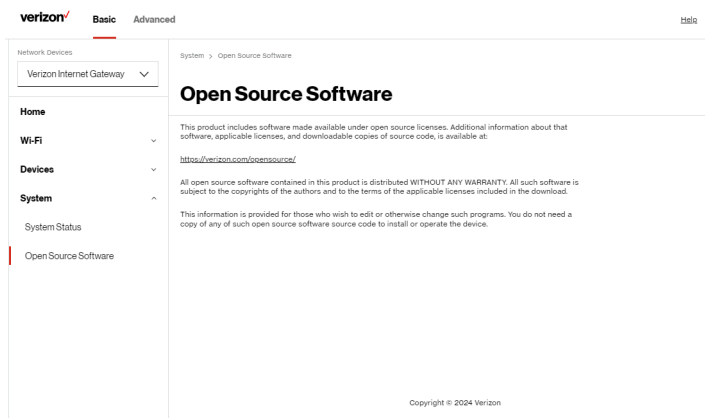 verizon
Basic
Advanced
Help
Network Devices
Verizon Internet Gateway
Home
Wi-Fi
Devices
System
System Status
Open Source Software
System > Open Source Software
Open Source Software
This product includes software made available under open source licenses. Additional information about that
software, applicable licenses, and downloadable copies of source code, is available at:
https://verizon.com/opensource/
All open source software contained in this product is distributed WITHOUT ANY WARRANTY. All such software is
subject to the copyrights of the authors and to the terms of the applicable licenses included in the download.
This information is provided for those who wish to edit or otherwise change such programs. You do not need a
copy of any of such open source software source code to install or operate the device.
Copyright © 2024 Verizon